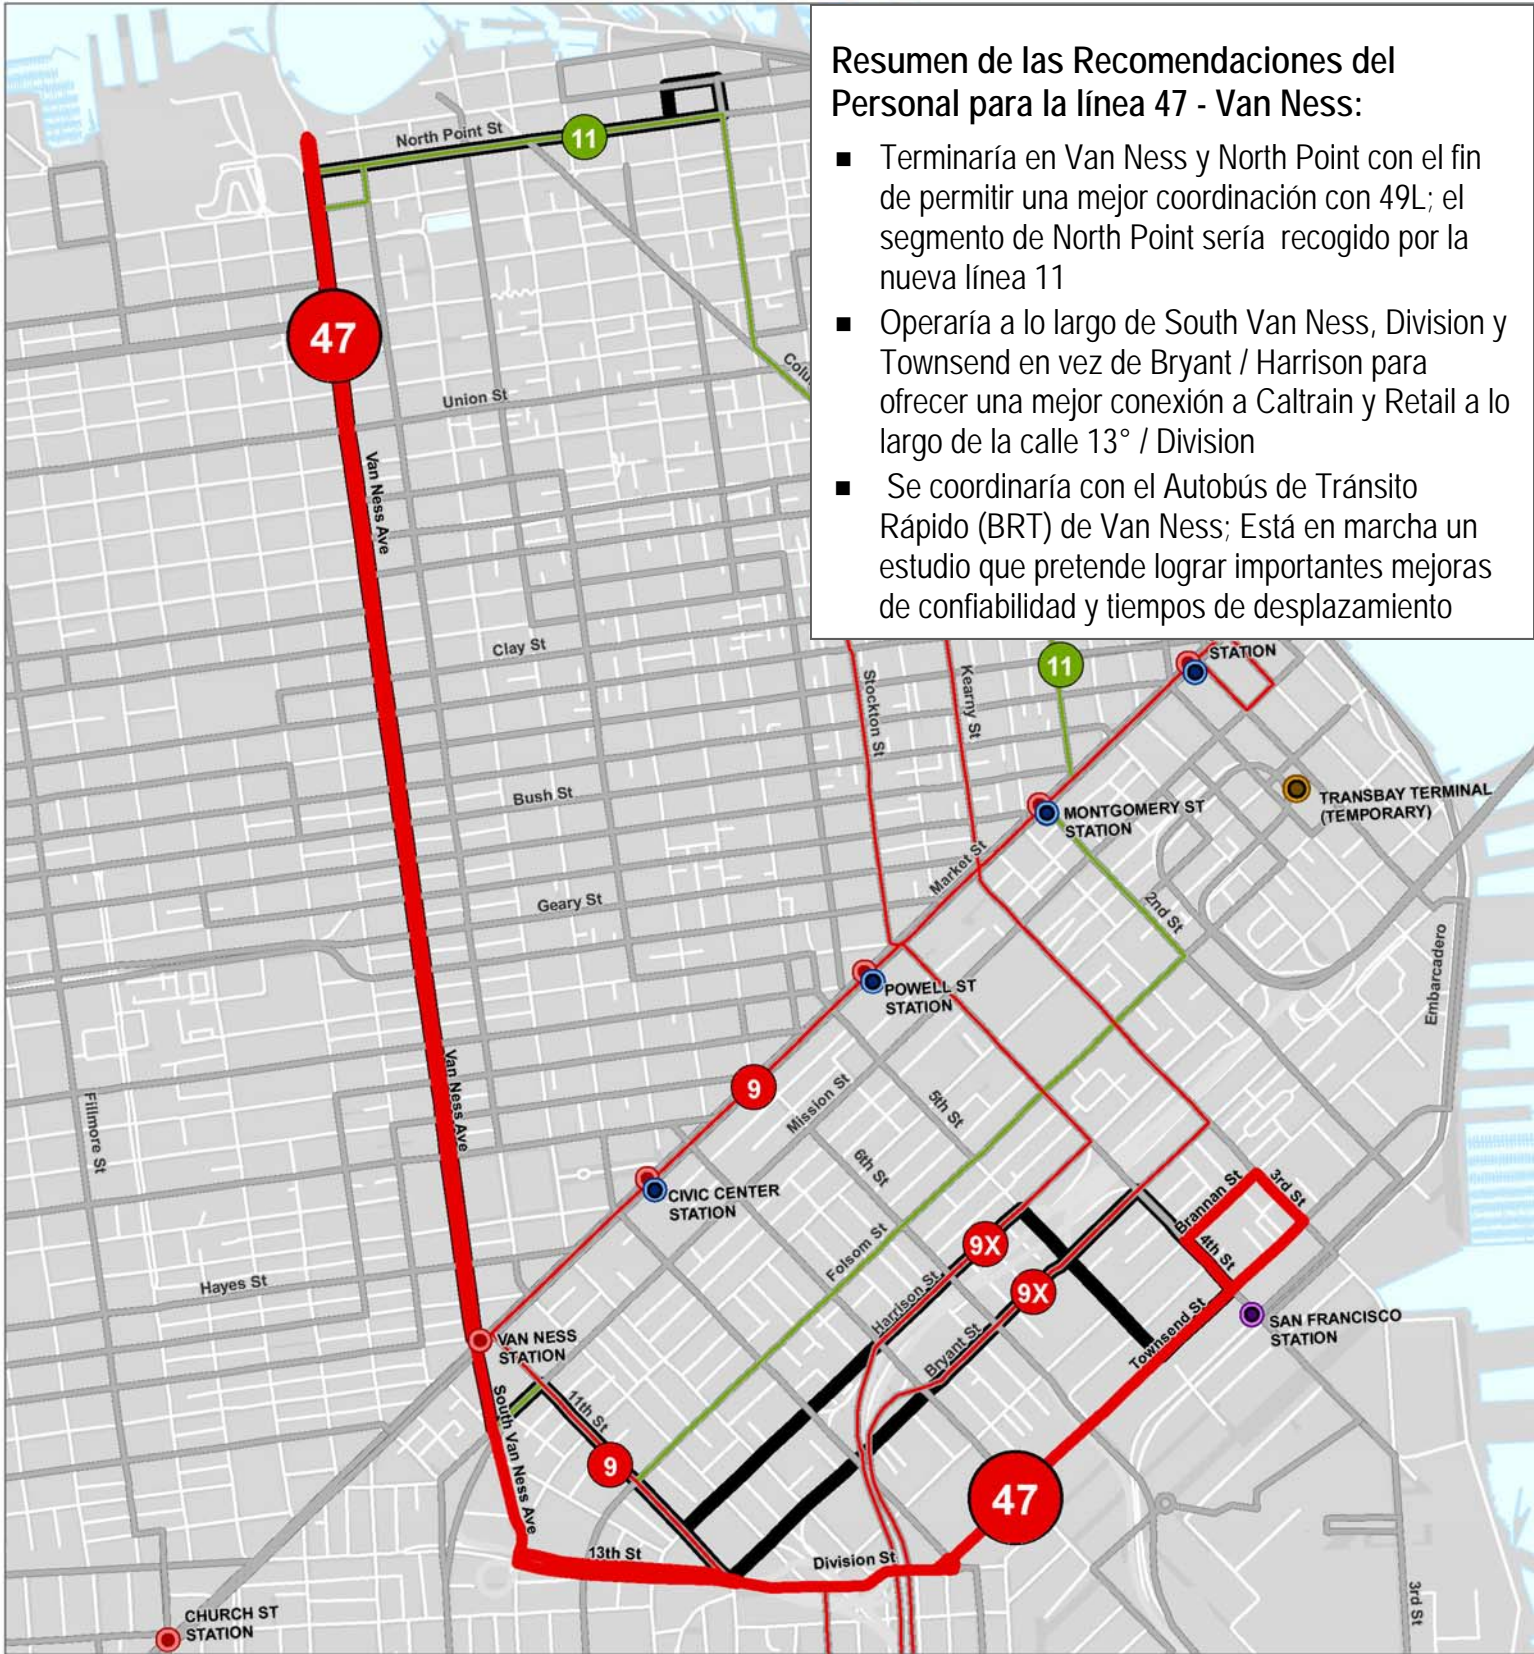 Resumen de las Recomendaciones del
Personal para la línea 47 - Van Ness:
■ Terminaría en Van Ness y North Point con el fin
de permitir una mejor coordinación con 49L; el
segmento de North Point sería recogido por la
nueva línea 11
■ Operaría a lo largo de South Van Ness, Division y
Townsend en vez de Bryant / Harrison para
ofrecer una mejor conexión a Caltrain y Retail a lo
largo de la calle 13° / Division
■ Se coordinaría con el Autobús de Tránsito
Rápido (BRT) de Van Ness; Está en marcha un
estudio que pretende lograr importantes mejoras
de confiabilidad y tiempos de desplazamiento
North Point St
11
47
Union St
Colu
Van Ness Ave
Clay St
11
STATION
Stockton St
Kearny St
Bush St
TRANSBAY TERMINAL
(TEMPORARY)
MONTGOMERY ST
STATION
Market St
Geary St
2nd St
Embarcadero
POWELL ST
STATION
Van Ness Ave
9
Mission St
5th St
Fillmore St
6th St
CIVIC CENTER
STATION
Brannan St
3rd St
Folsom St
9X
4th St
Hayes St
Harrison St
9X
SAN FRANCISCO
STATION
VAN NESS
STATION
Bryant St
Townsend St
11th St
South Van Ness Ave
9
47
13th St
Division St
CHURCH ST
STATION
3rd St